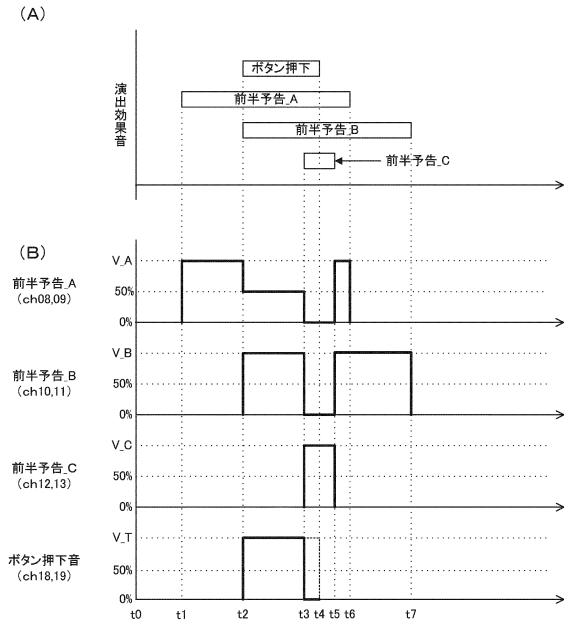 (A)
演出効果音
ボタン押下
前半予告_A
前半予告_B
前半予告_C
(B)
前半予告_A
(ch08,09)
V_A
50%
0%
前半予告_B
(ch10,11)
V_B
50%
0%
前半予告_C
(ch12,13)
V_C
50%
0%
ボタン押下音
(ch18,19)
V_T
50%
0%
t0 t1 t2 t3 t4 t5 t6 t7